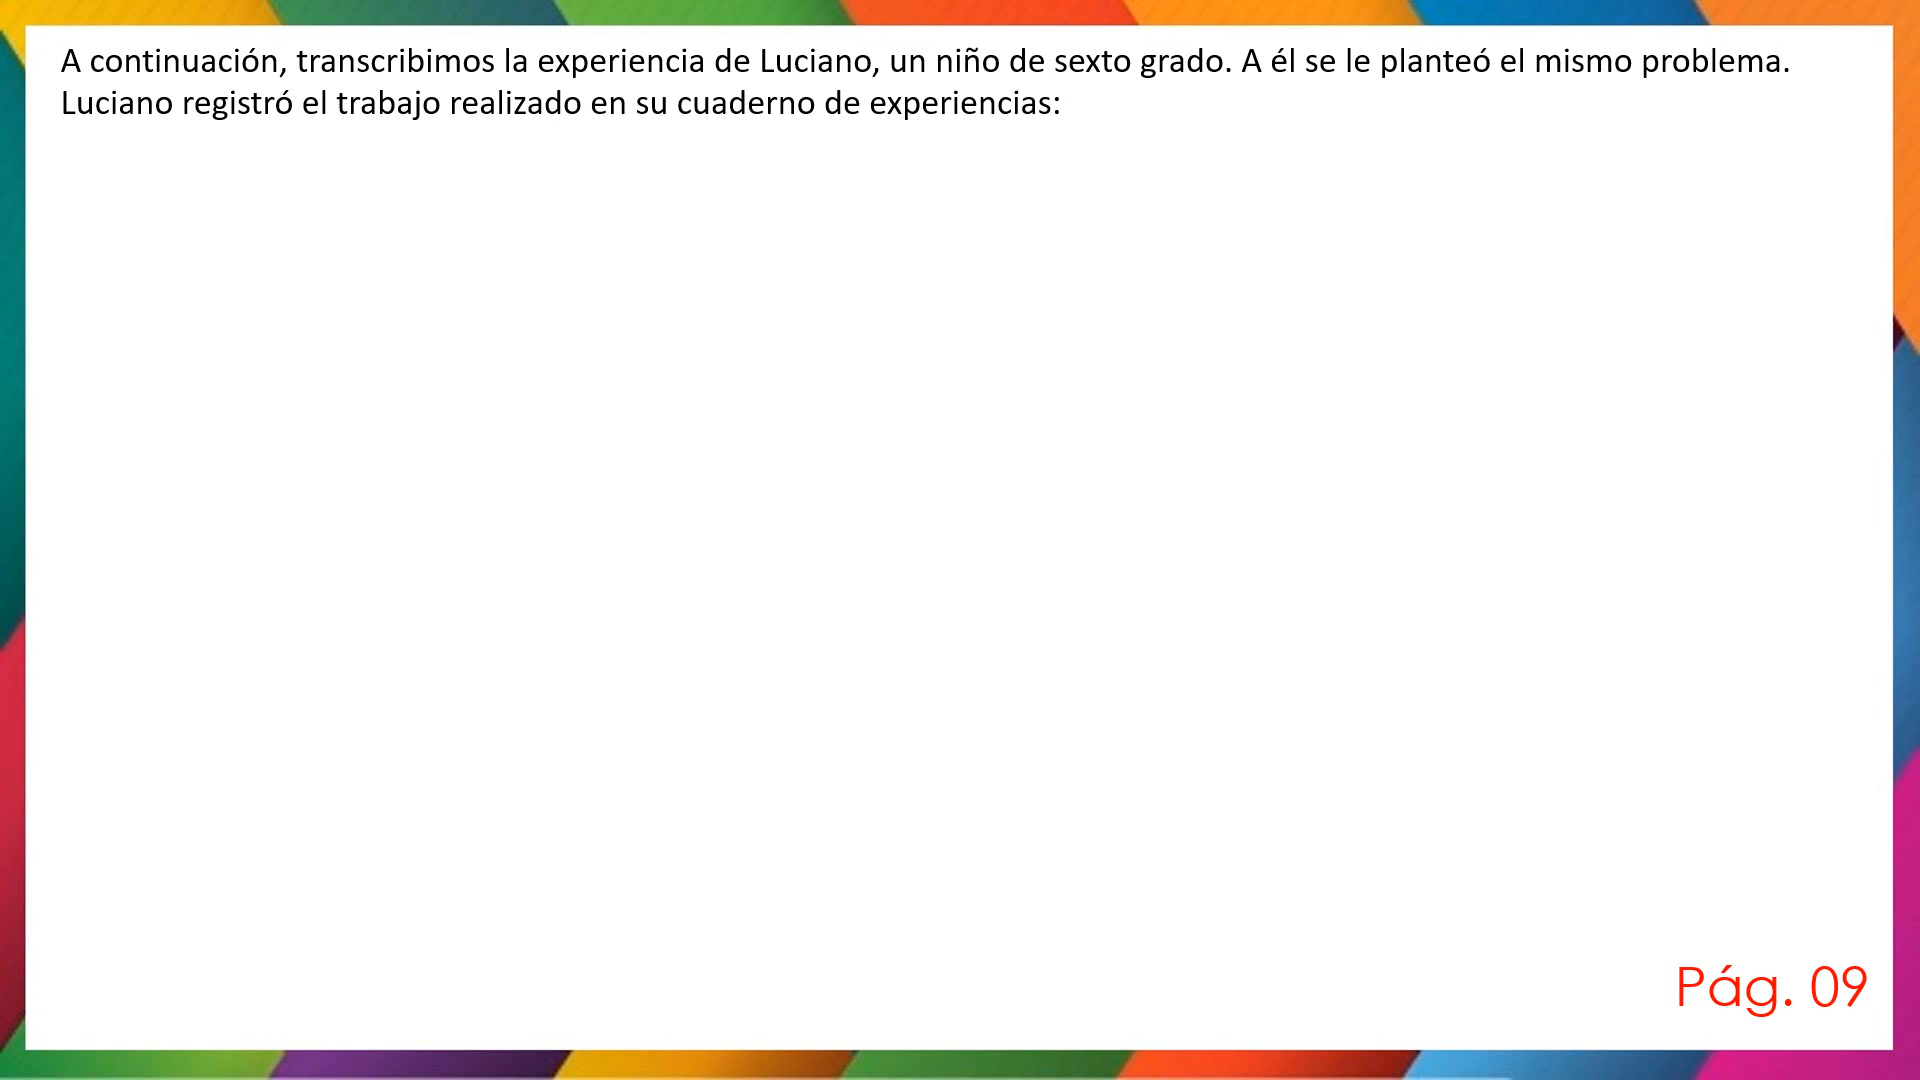 A continuación, transcribimos la experiencia de Luciano, un niño de sexto grado. A él se le planteó el mismo problema.
Luciano registró el trabajo realizado en su cuaderno de experiencias:
Pág. 09